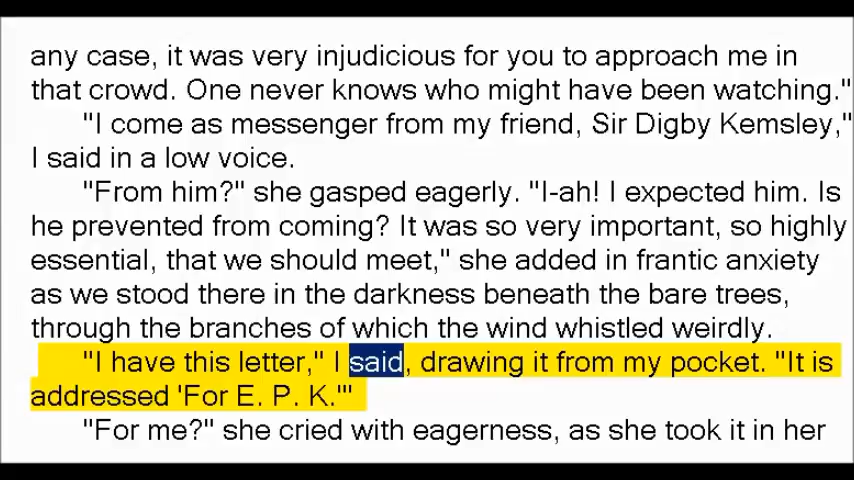 any case, it was very injudicious for you to approach me in
that crowd. One never knows who might have been watching."
"I come as messenger from my friend, Sir Digby Kemsley,"
I said in a low voice.
"From him?" she gasped eagerly. "I-ah! I expected him. Is
he prevented from coming? It was so very important, so highly
essential, that we should meet," she added in frantic anxiety
as we stood there in the darkness beneath the bare trees,
through the branches of which the wind whistled weirdly.
"I have this letter," I said, drawing it from my pocket. "It is
addressed 'For E. P. K.'"
"For me?" she cried with eagerness, as she took it in her